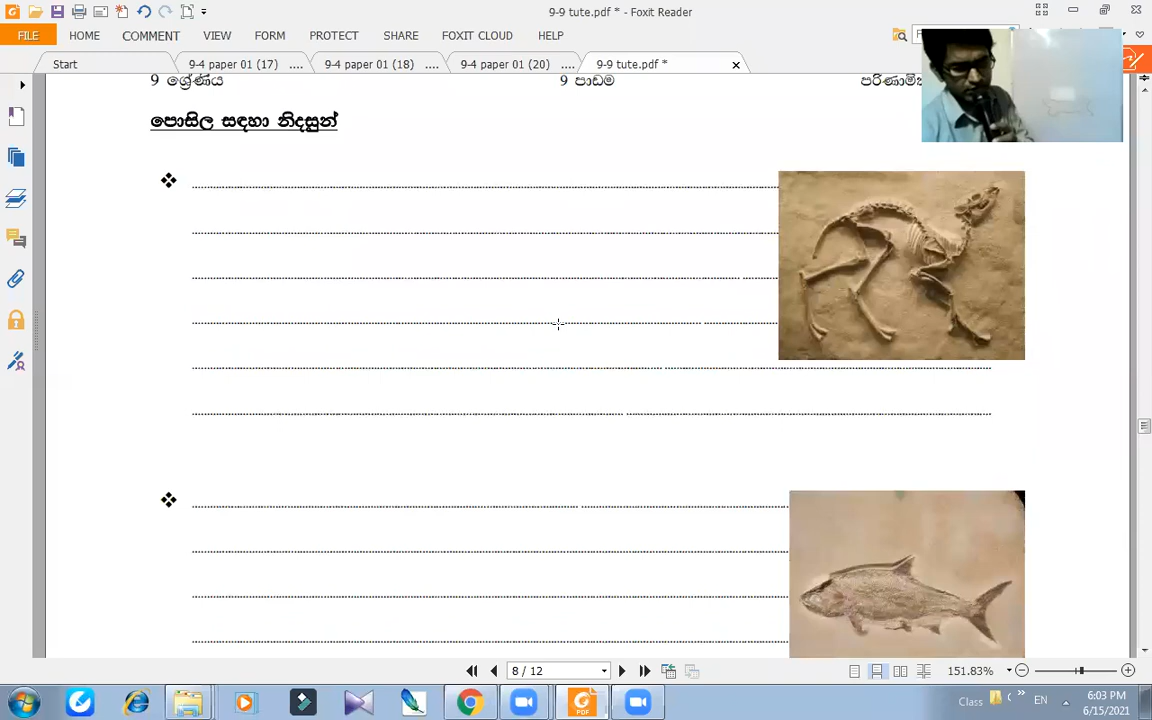 9-9 tute.pdf * - Foxit Reader
FILE HOME COMMENT VIEW FORM PROTECT SHARE FOXIT CLOUD HELP
Start 9-4 paper 01 (17) .... 9-4 paper 01 (18) .... 9-4 paper 01 (20) .... 9-9 tute.pdf *
9 ශ්‍රේණිය 9 පාඩම
පොසිල සඳහා නිදසුන්
8 / 12 151.83%
Class EN 6:03 PM
6/15/2021